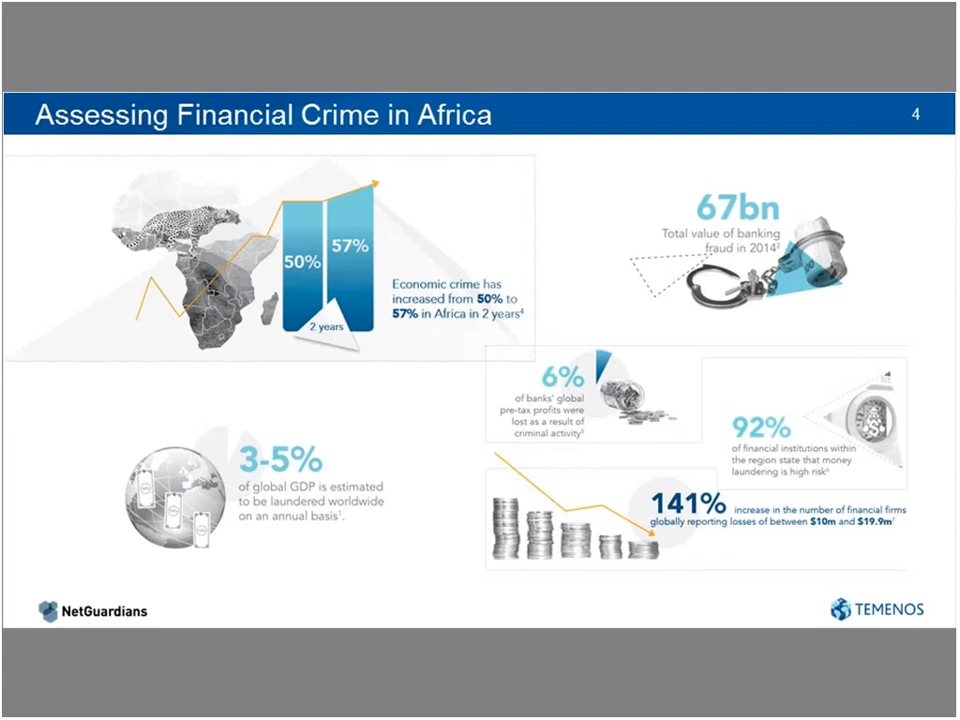 Assessing Financial Crime in Africa
4
50%
57%
2 years
Economic crime has
increased from 50% to
57% in Africa in 2 years⁴
67bn
Total value of banking
fraud in 2014²
3-5%
of global GDP is estimated
to be laundered worldwide
on an annual basis¹.
6%
of banks' global
pre-tax profits were
lost as a result of
criminal activity⁵
92%
of financial institutions within
the region state that money
laundering is high risk⁶
141% increase in the number of financial firms
globally reporting losses of between $10m and $19.9m⁷
NetGuardians
TEMENOS